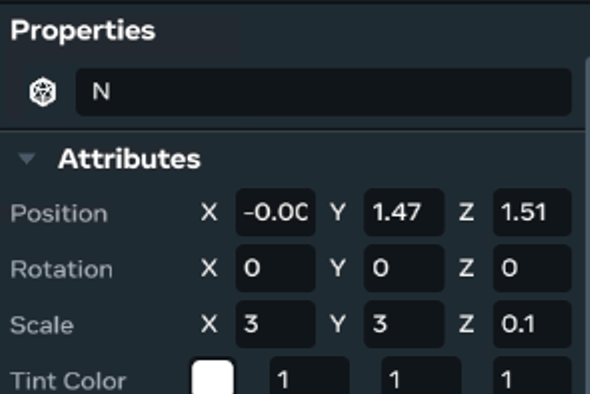 Properties
N
Attributes
Position X -0.00 Y 1.47 Z 1.51
Rotation X 0 Y 0 Z 0
Scale X 3 Y 3 Z 0.1
Tint Color 1 1 1